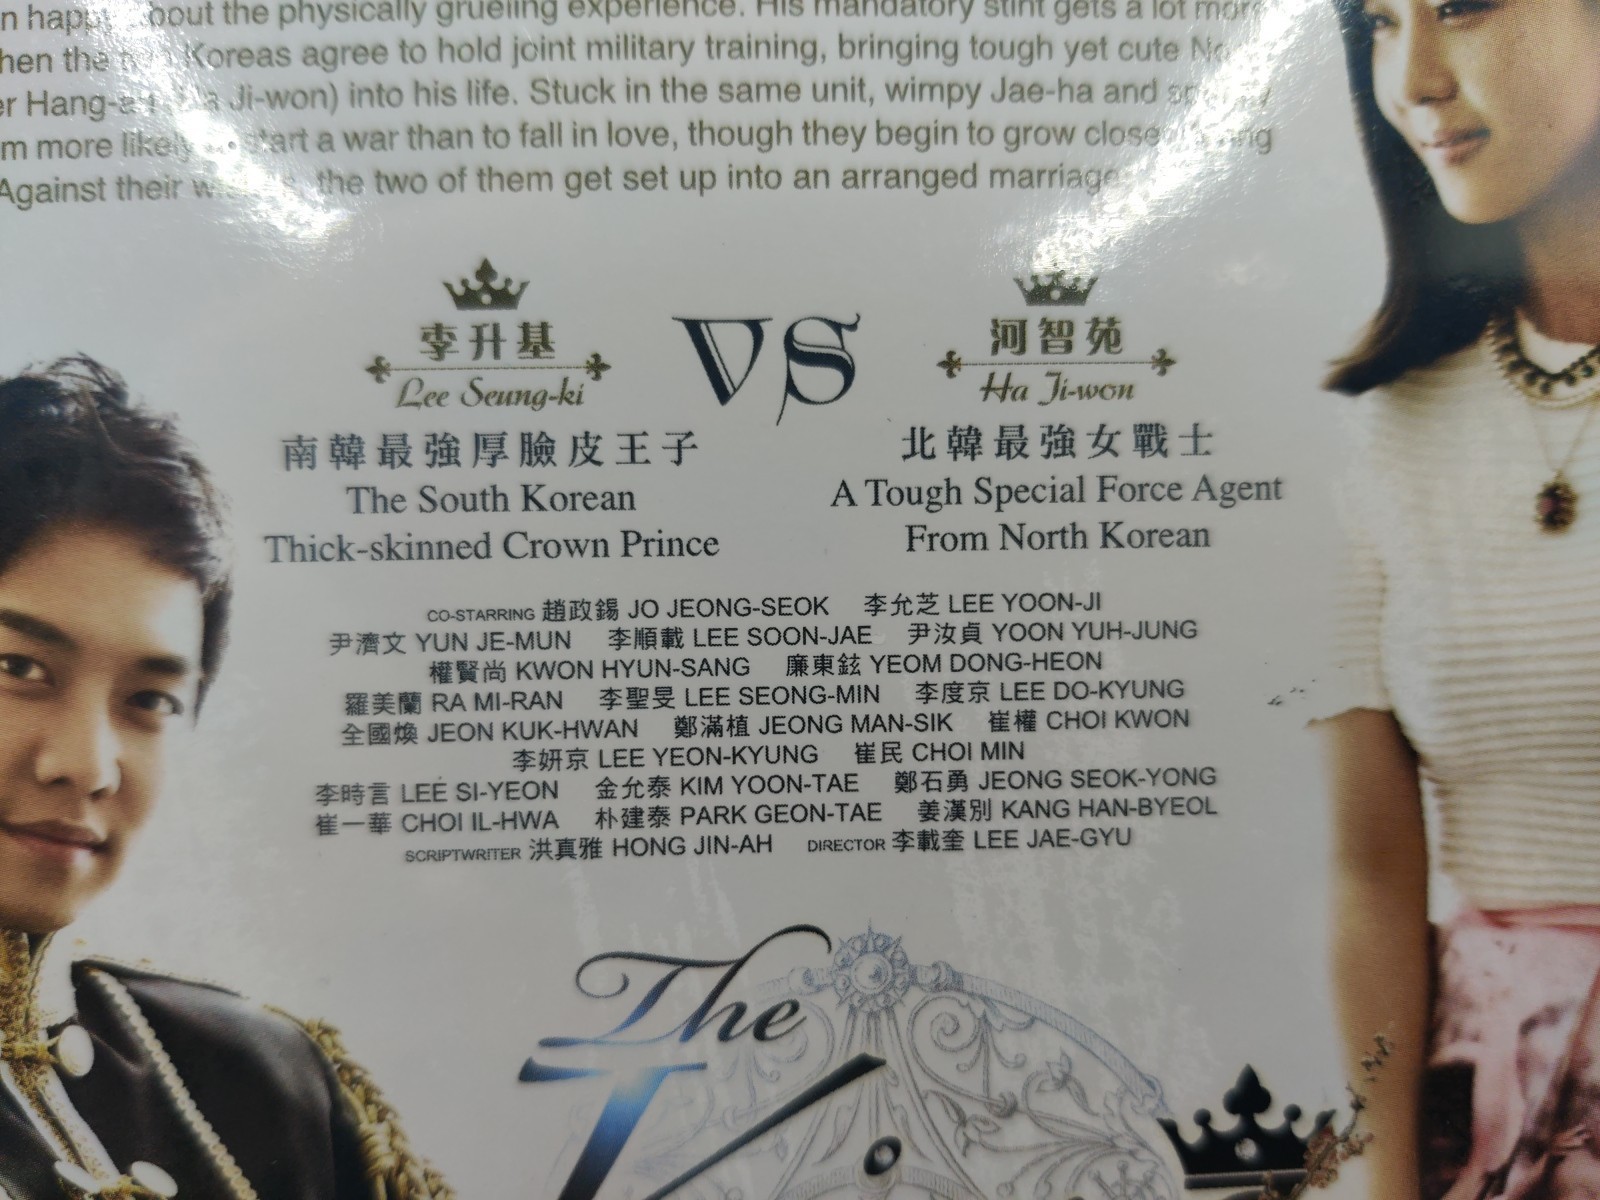 about the physically grueling experience. His mandatory stint gets a lot more
the Koreas agree to hold joint military training, bringing tough yet cute
Ji-won) into his life. Stuck in the same unit, wimpy Jae-ha and
more likely start a war than to fall in love, though they begin to grow
Against their the two of them get set up into an arranged marriage
李升基 VS 河智苑
Lee Seung-ki Ha Ji-won
南韓最強厚臉皮王子 北韓最強女戰士
The South Korean A Tough Special Force Agent
Thick-skinned Crown Prince From North Korean
CO-STARRING 趙政錫 JO JEONG-SEOK 李允芝 LEE YOON-JI
尹濟文 YUN JE-MUN 李順載 LEE SOON-JAE 尹汝貞 YOON YUH-JUNG
權賢尚 KWON HYUN-SANG 廉東鉉 YEOM DONG-HEON
羅美蘭 RA MI-RAN 李聖旻 LEE SEONG-MIN 李度京 LEE DO-KYUNG
全國煥 JEON KUK-HWAN 鄭滿植 JEONG MAN-SIK 崔權 CHOI KWON
李妍京 LEE YEON-KYUNG 崔民 CHOI MIN
李時言 LEE SI-YEON 金允泰 KIM YOON-TAE 鄭石勇 JEONG SEOK-YONG
崔一華 CHOI IL-HWA 朴建泰 PARK GEON-TAE 姜漢別 KANG HAN-BYEOL
SCRIPTWRITER 洪真雅 HONG JIN-AH DIRECTOR 李載奎 LEE JAE-GYU
The